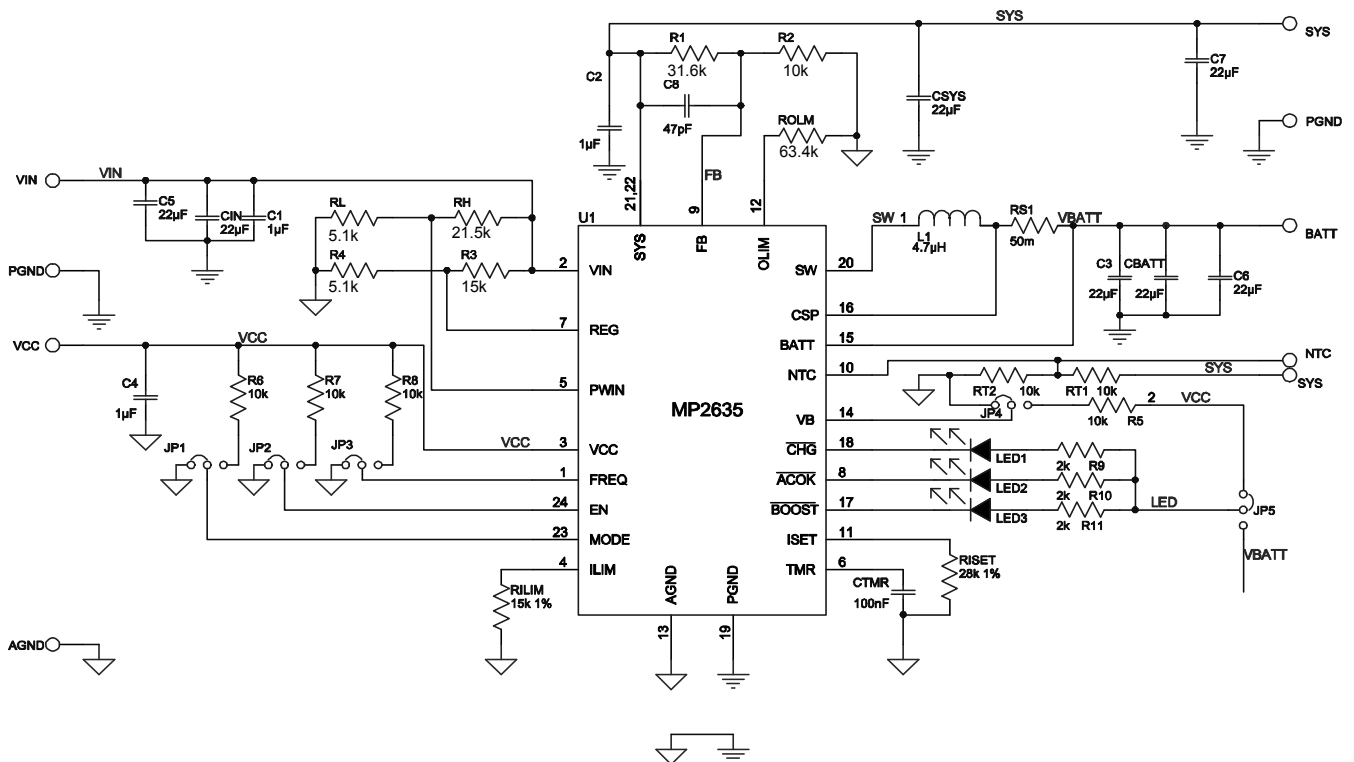 SYS
SYS
R1
31.6k
R2
10k
C2
1µF
C8
47pF
C7
22µF
CSYS
22µF
ROLM
63.4k
PGND
VIN
VIN
C5
22µF
CIN
22µF
C1
1µF
RL
5.1k
RH
21.5k
R4
5.1k
R3
15k
21,22
9
FB
12
U1
SYS
FB
OLIM
SW 1
L1
4.7µH
RS1
50m
VBATT
BATT
PGND
2
VIN
SW
20
C3
22µF
CBATT
22µF
C6
22µF
CSP
16
7
REG
BATT
15
VCC
VCC
C4
1µF
R6
10k
R7
10k
R8
10k
5
PWIN
NTC
10
NTC
SYS
SYS
RT2
10k
RT1
10k
MP2635
VB
14
JP4
10k
R5
2
VCC
JP1
JP2
JP3
VCC
3
VCC
CHG
18
LED1
2k
R9
1
FREQ
ACOK
8
LED2
2k
R10
24
EN
BOOST
17
LED3
2k
R11
LED
JP5
23
MODE
ISET
11
VBATT
4
ILIM
TMR
6
RISET
28k 1%
RILIM
15k 1%
CTMR
100nF
AGND
PGND
13
19
AGND